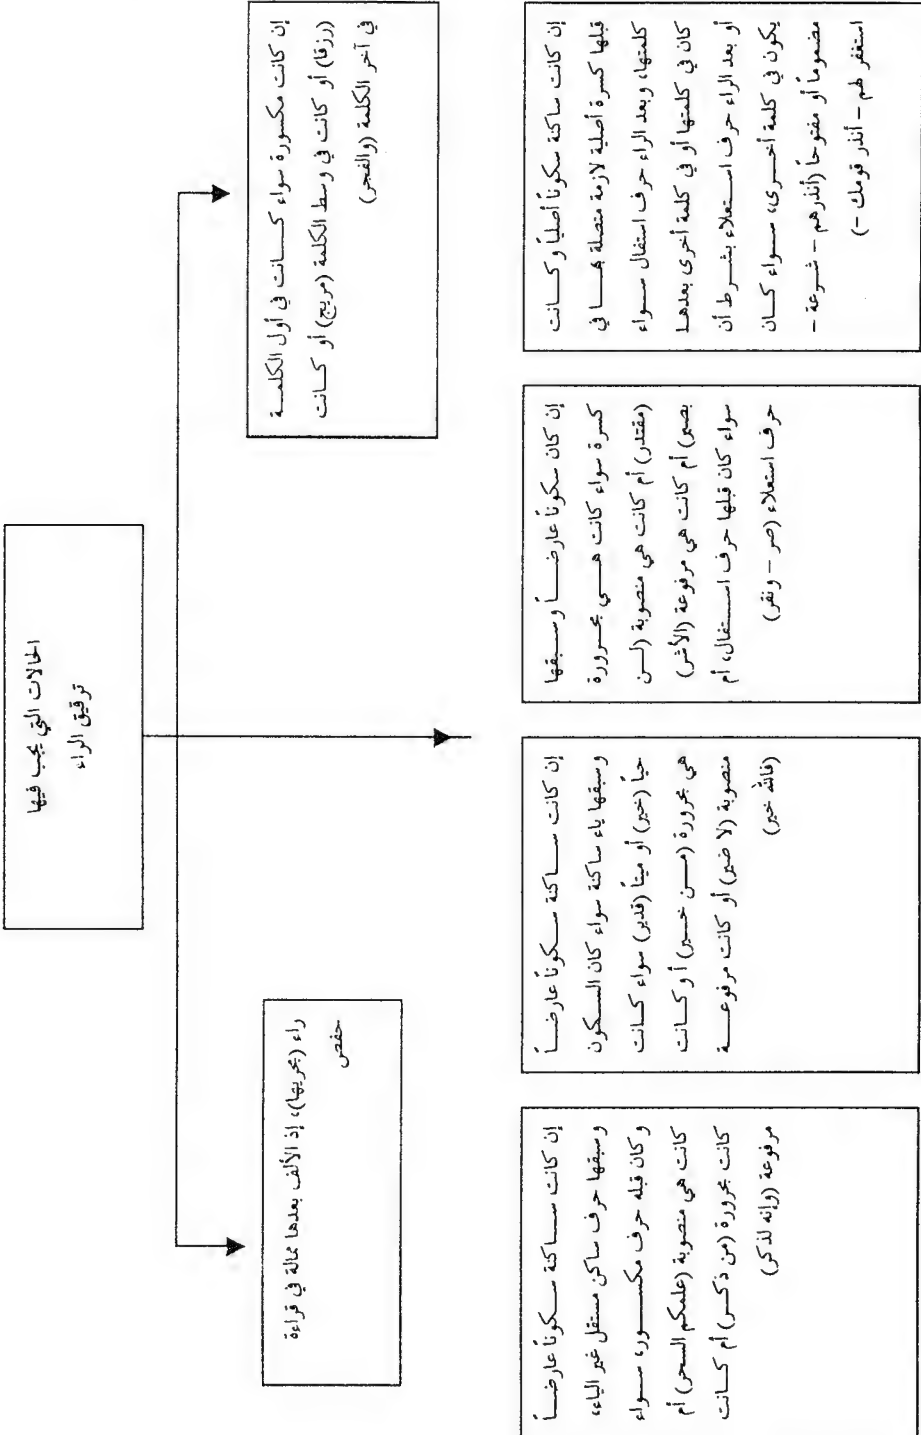 الحالات التي يجب فيها
ترقيق الراء
إن كانت مكسورة سواء كانت في أول الكلمة
(رزقا) أو كانت في وسط الكلمة (مريج) أو كانت
في آخر الكلمة (والفجر)
راء (مجريها)، إذ الألف بعدها ممالة في قراءة
حفص
إن كانت ساكنة سكوناً أصلياً وكانت
قبلها كسرة أصلية لازمة متصلة بها في
كلمتها، وبعد الراء حرف استفال سواء
كان في كلمتها أو في كلمة أخرى بعدها
أو بعد الراء حرف استعلاء بشرط أن
يكون في كلمة أخرى، سواء كان
مضموماً أو مفتوحاً (أنذرهم - شرعة -
استغفر لهم - أنذر قومك -)
إن كان سكوناً عارضاً وسبقها
كسرة سواء كانت هي مجرورة
(مقتدر) أم كانت هي منصوبة (لن
بصير) أم كانت هي مرفوعة (الأشر)
سواء كان قبلها حرف استفال، أم
حرف استعلاء (صر - ونقر)
إن كانت ساكنة سكوناً عارضاً
وسبقها ياء ساكنة سواء كان السكون
حياً (خير) أو ميتاً (قدير) سواء كانت
هي مجرورة (من خير) أو كانت
منصوبة (لا ضير) أو كانت مرفوعة
(فالله خير)
إن كانت ساكنة سكوناً عارضاً
وسبقها حرف ساكن مستفل غير الياء،
وكان قبله حرف مكسور، سواء
كانت هي منصوبة (علمكم السحر) أم
كانت مجرورة (من ذكر) أم كانت
مرفوعة (وإنه لذكر)